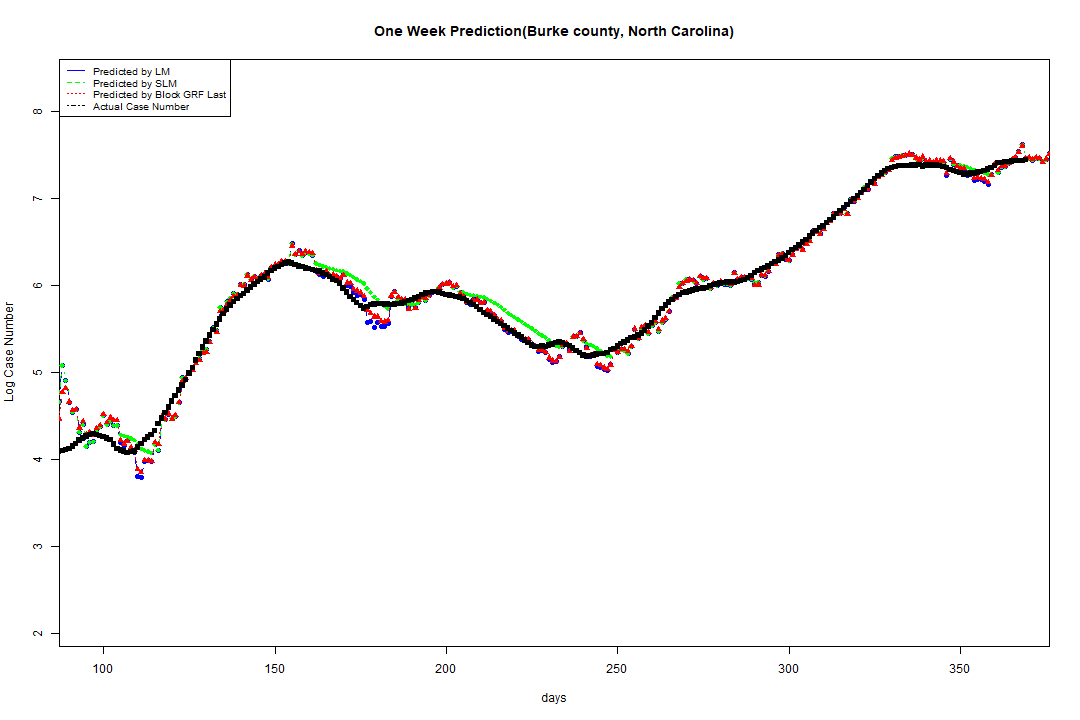 One Week Prediction(Burke county, North Carolina)
Predicted by LM
Predicted by SLM
Predicted by Block GRF Last
Actual Case Number
Log Case Number
8
7
6
5
4
3
2
100 150 200 250 300 350
days